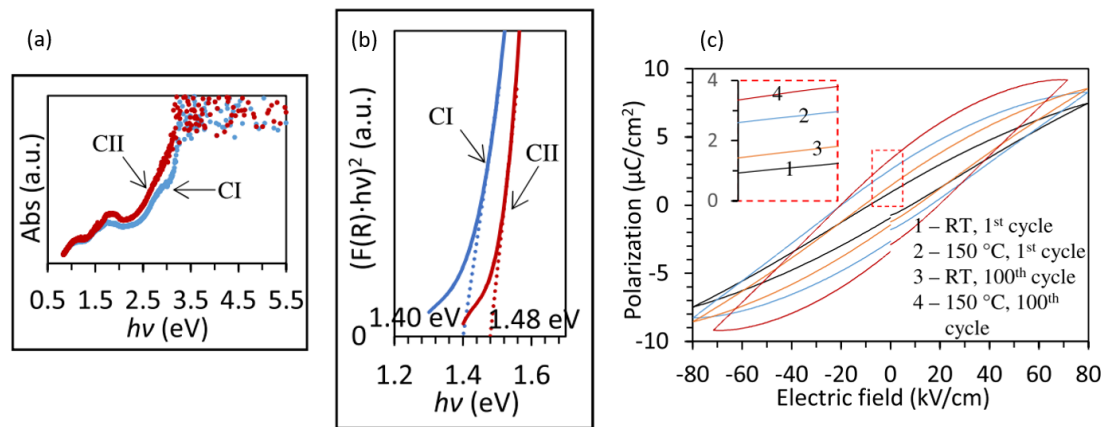 (a)
Abs (a.u.)
CII
CI
0.5 1.5 2.5 3.5 4.5 5.5
hν (eV)
(b)
(F(R)·hν)² (a.u.)
CI
CII
1.40 eV
1.48 eV
0
1.2 1.4 1.6
hν (eV)
(c)
Polarization (μC/cm²)
10
5
0
-5
-10
4
2
0
4
2
3
1
1 – RT, 1st cycle
2 – 150 °C, 1st cycle
3 – RT, 100th cycle
4 – 150 °C, 100th
cycle
-80 -60 -40 -20 0 20 40 60 80
Electric field (kV/cm)